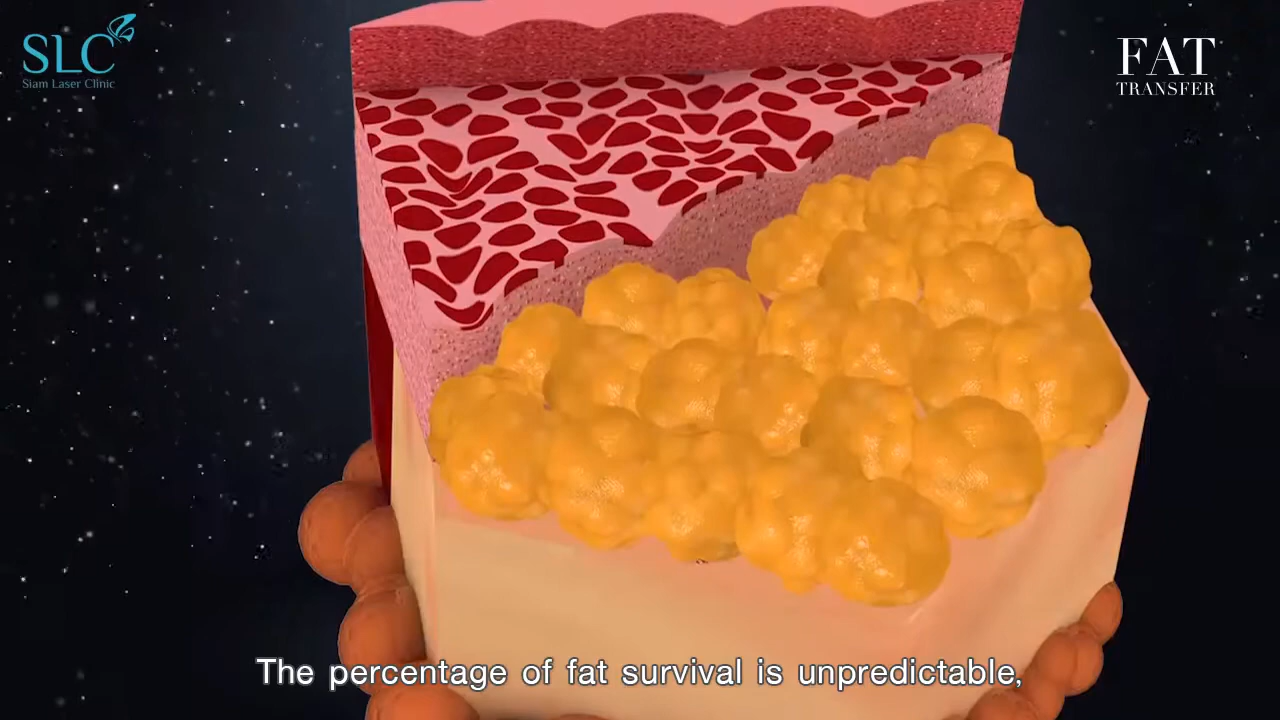 SLC
Siam Laser Clinic
FAT
TRANSFER
The percentage of fat survival is unpredictable,